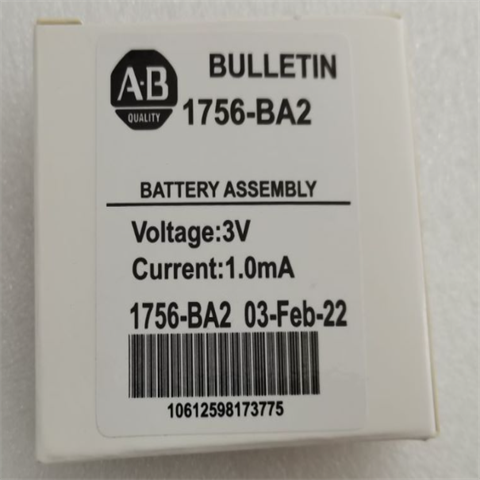 A-B
QUALITY
BULLETIN
1756-BA2
BATTERY ASSEMBLY
Voltage:3V
Current:1.0mA
1756-BA2 03-Feb-22
10612598173775